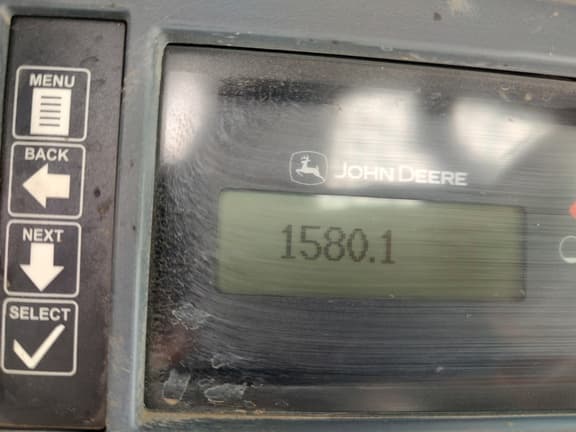 MENU
BACK
NEXT
SELECT
JOHN DEERE
1580.1